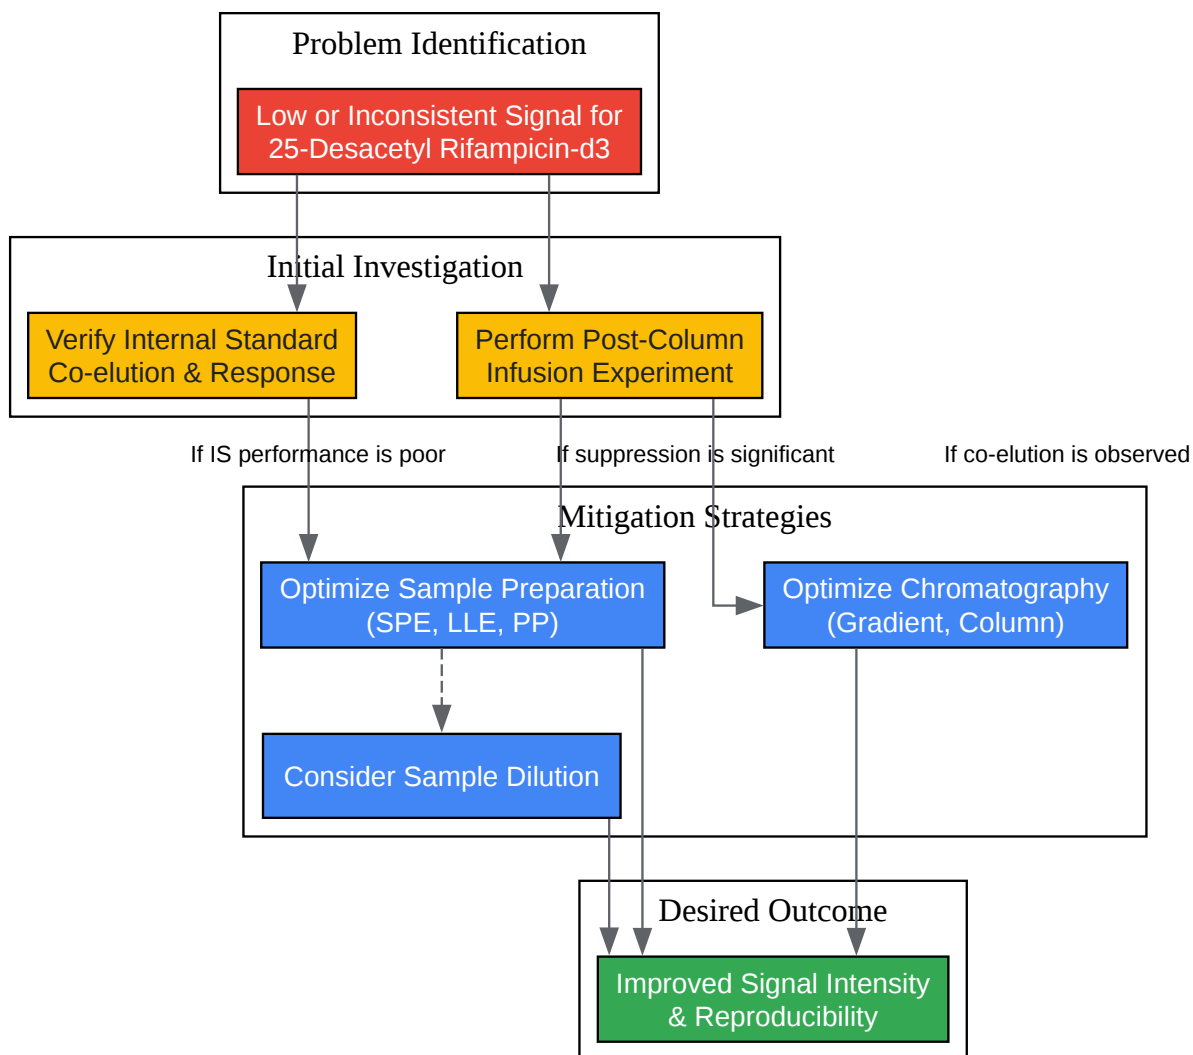 Problem Identification
Low or Inconsistent Signal for
25-Desacetyl Rifampicin-d3
Initial Investigation
Verify Internal Standard
Co-elution & Response
Perform Post-Column
Infusion Experiment
If IS performance is poor
If suppression is significant
If co-elution is observed
Mitigation Strategies
Optimize Sample Preparation
(SPE, LLE, PP)
Optimize Chromatography
(Gradient, Column)
Consider Sample Dilution
Desired Outcome
Improved Signal Intensity
& Reproducibility